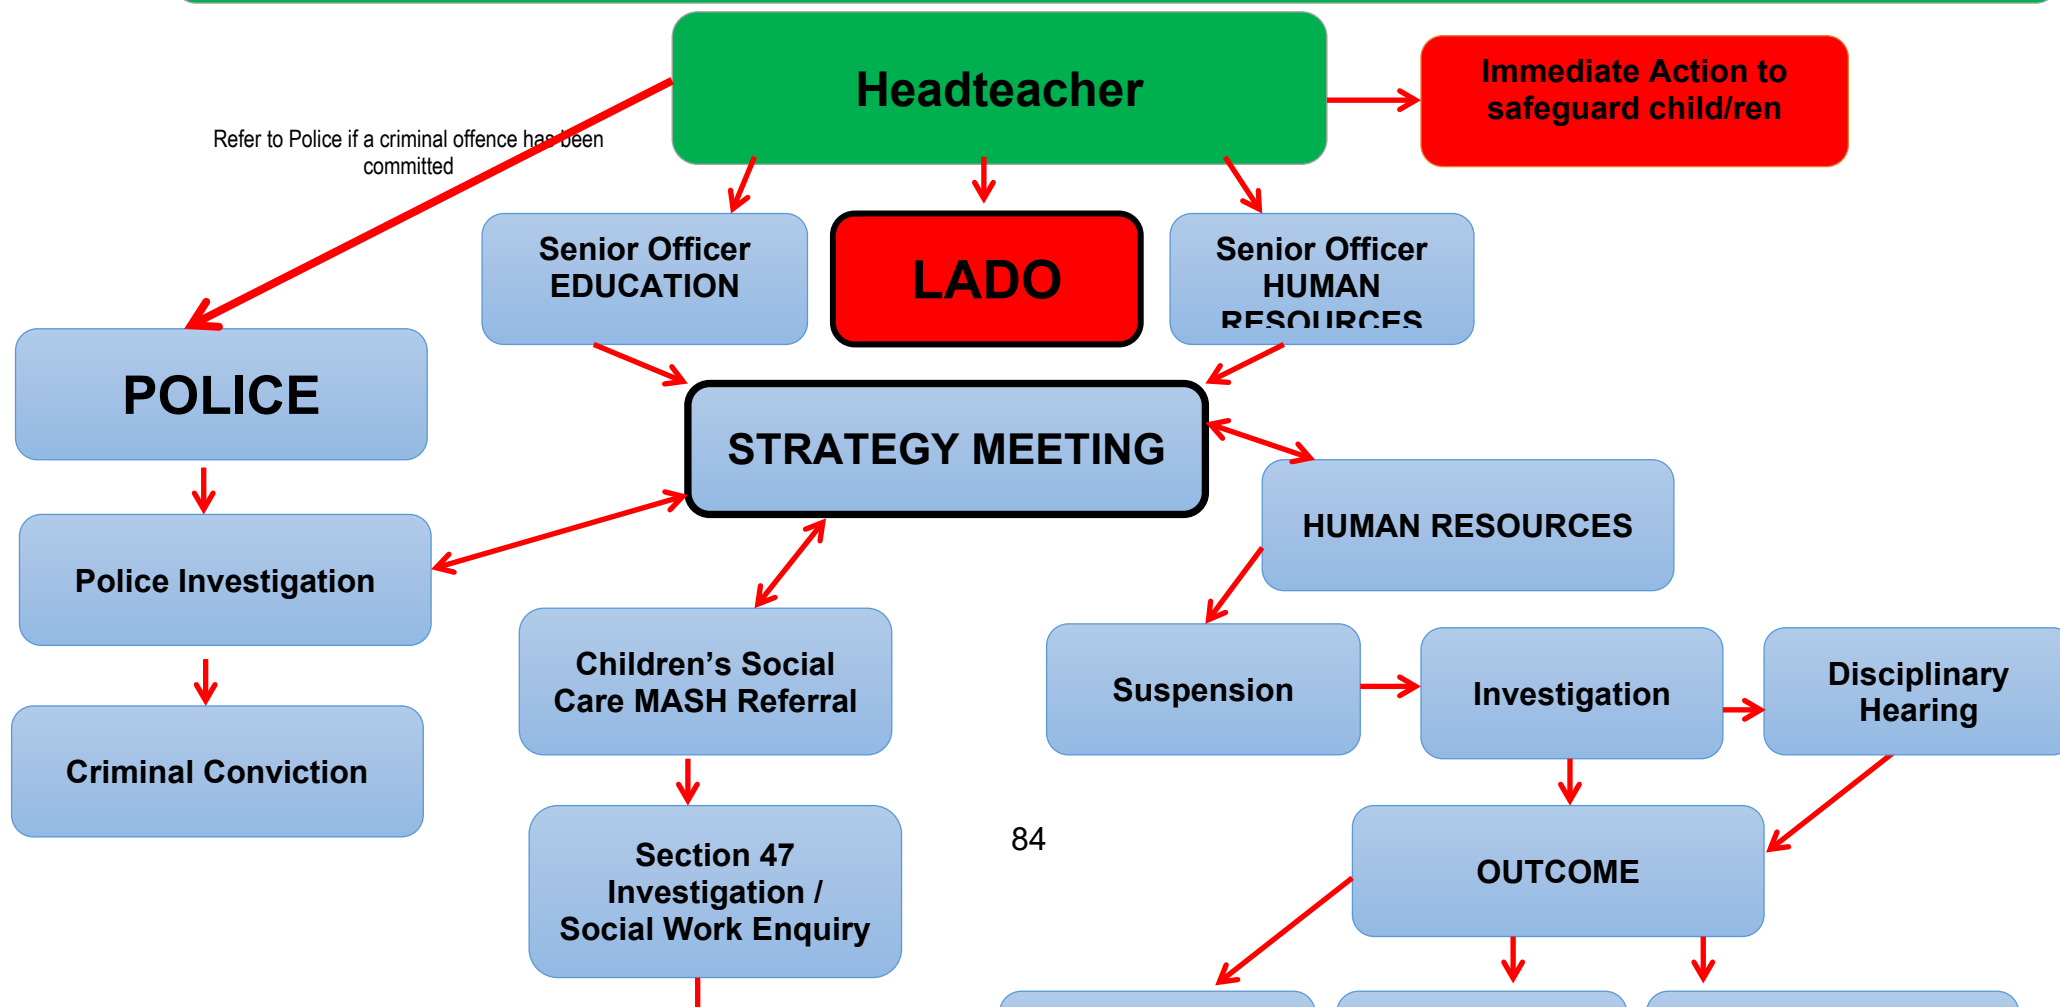 Headteacher
Immediate Action to
safeguard child/ren
Refer to Police if a criminal offence has been
committed
Senior Officer
EDUCATION
LADO
Senior Officer
HUMAN
RESOURCES
POLICE
STRATEGY MEETING
HUMAN RESOURCES
Police Investigation
Children’s Social
Care MASH Referral
Suspension
Investigation
Disciplinary
Hearing
Criminal Conviction
Section 47
Investigation /
Social Work Enquiry
84
OUTCOME